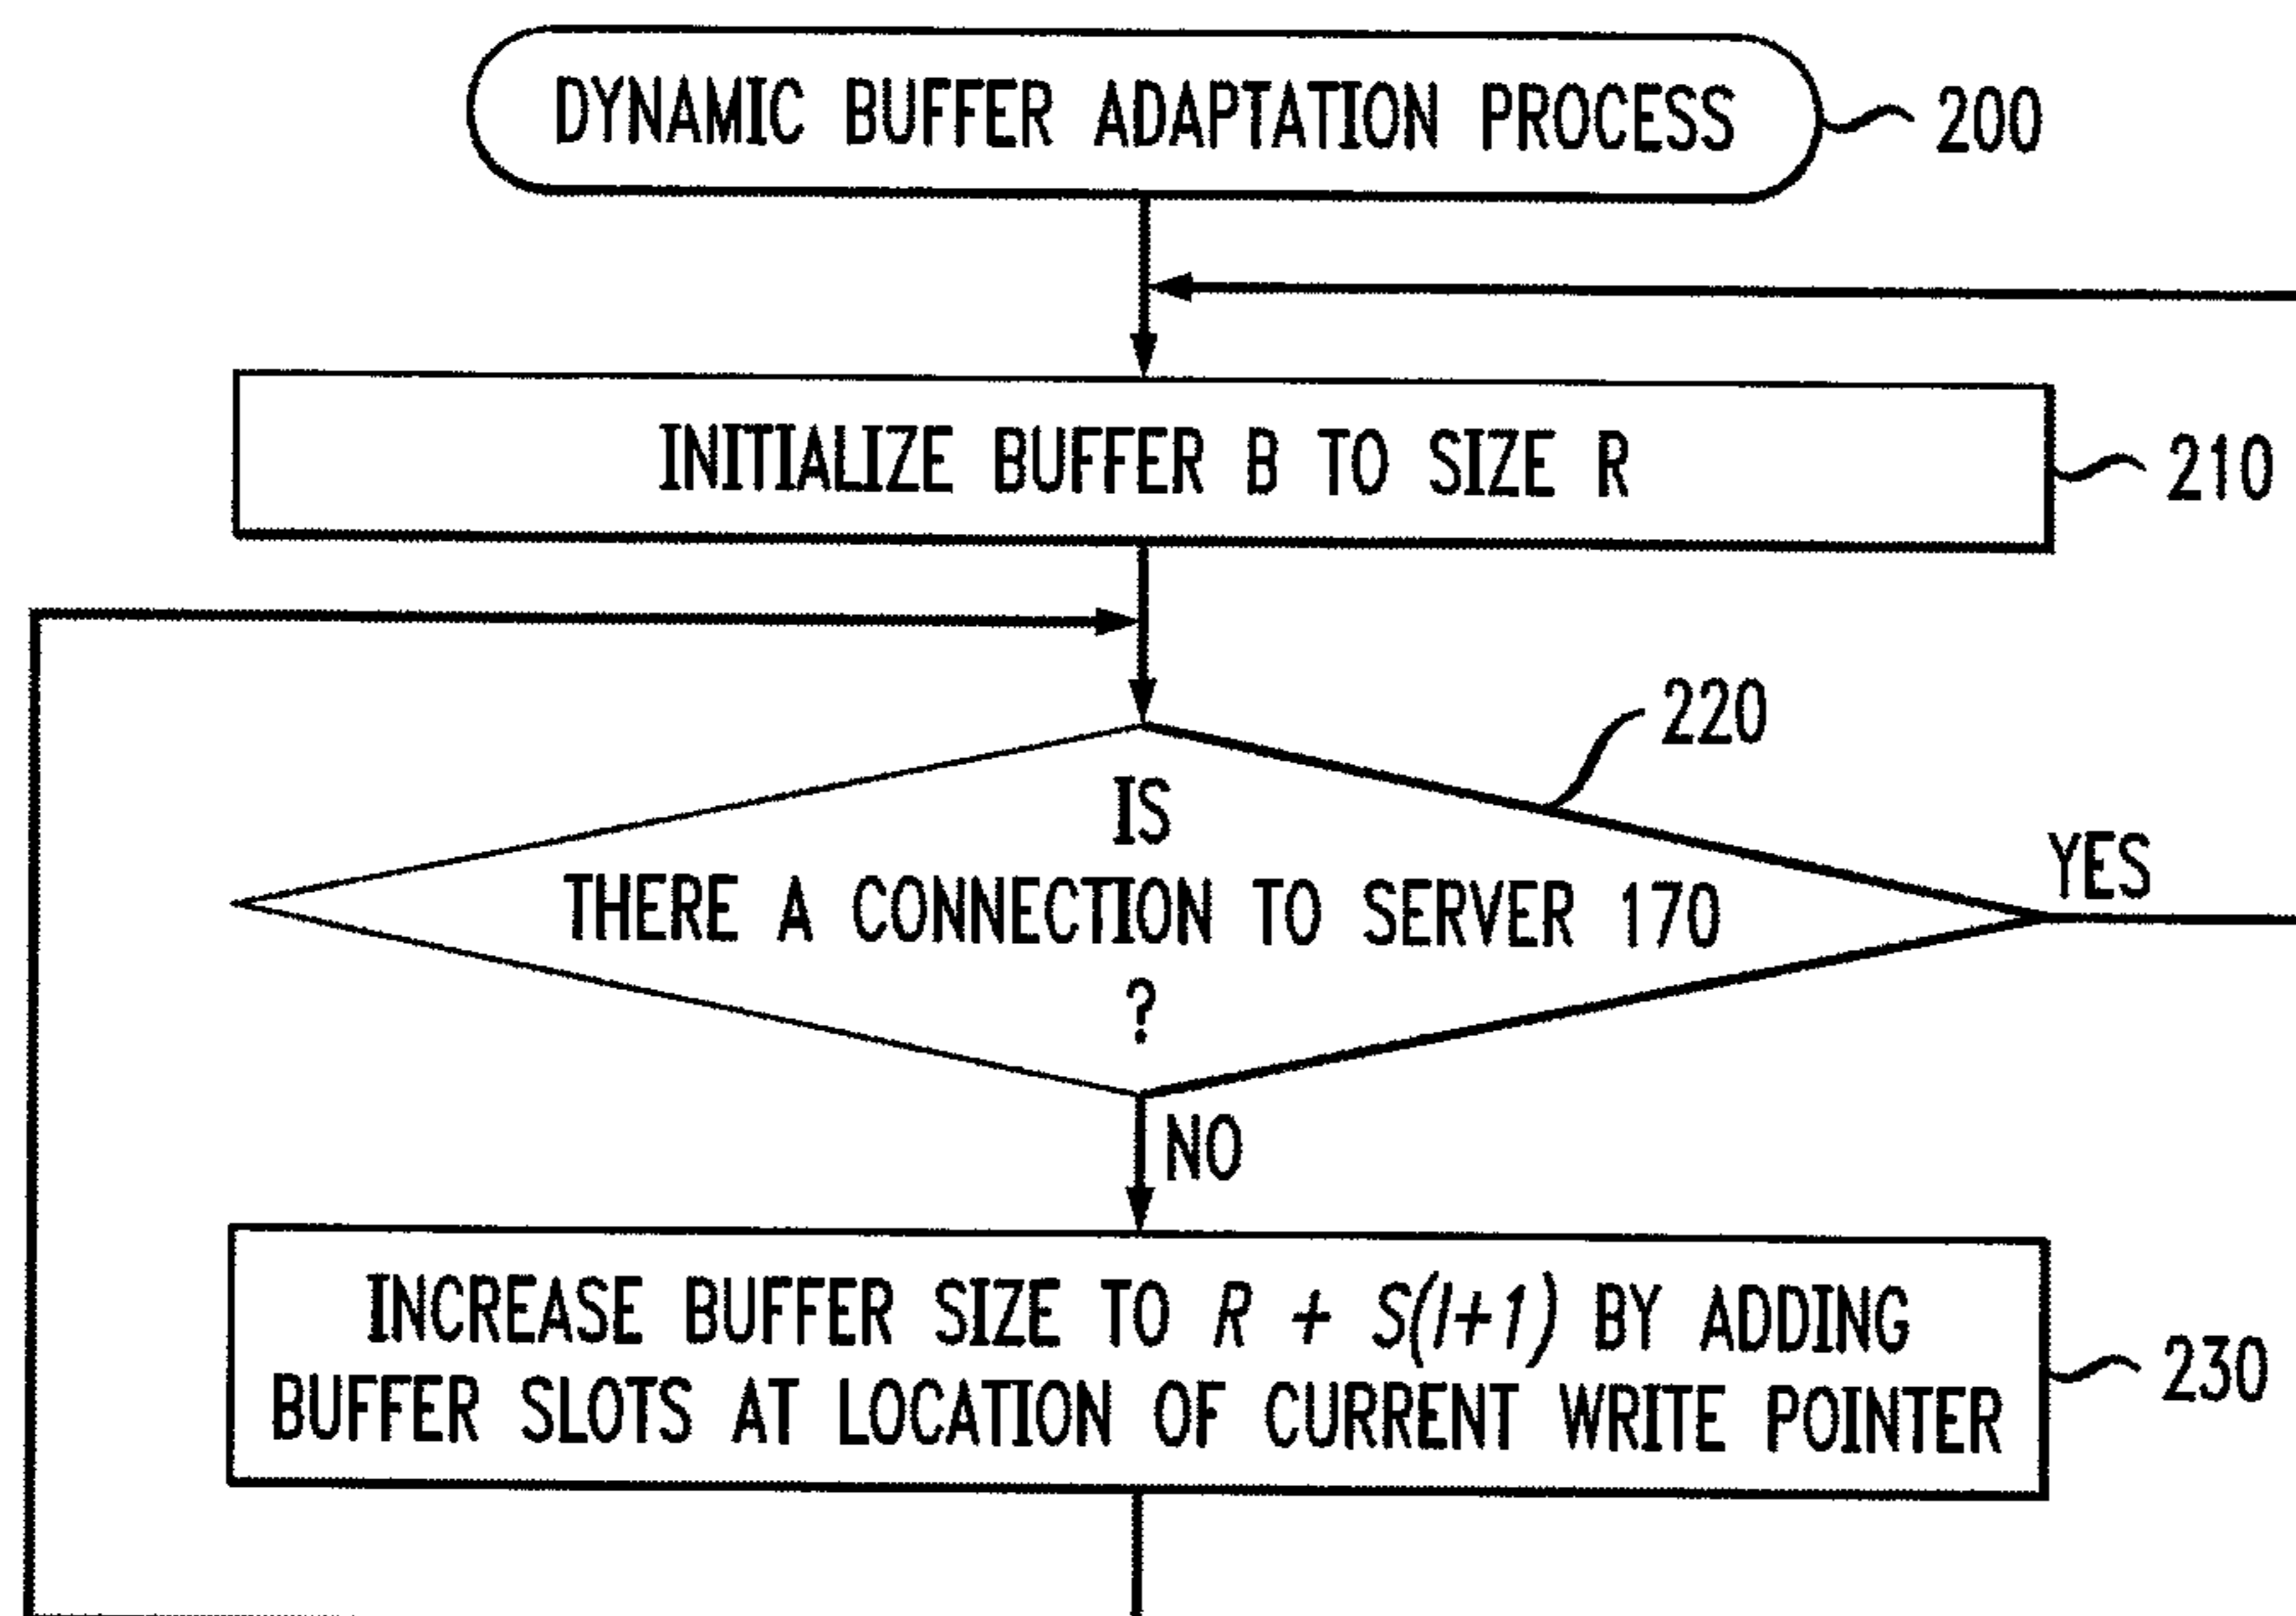 DYNAMIC BUFFER ADAPTATION PROCESS
200
INITIALIZE BUFFER B TO SIZE R
210
220
IS
THERE A CONNECTION TO SERVER 170
?
YES
NO
INCREASE BUFFER SIZE TO R + S(I+1) BY ADDING
BUFFER SLOTS AT LOCATION OF CURRENT WRITE POINTER
230